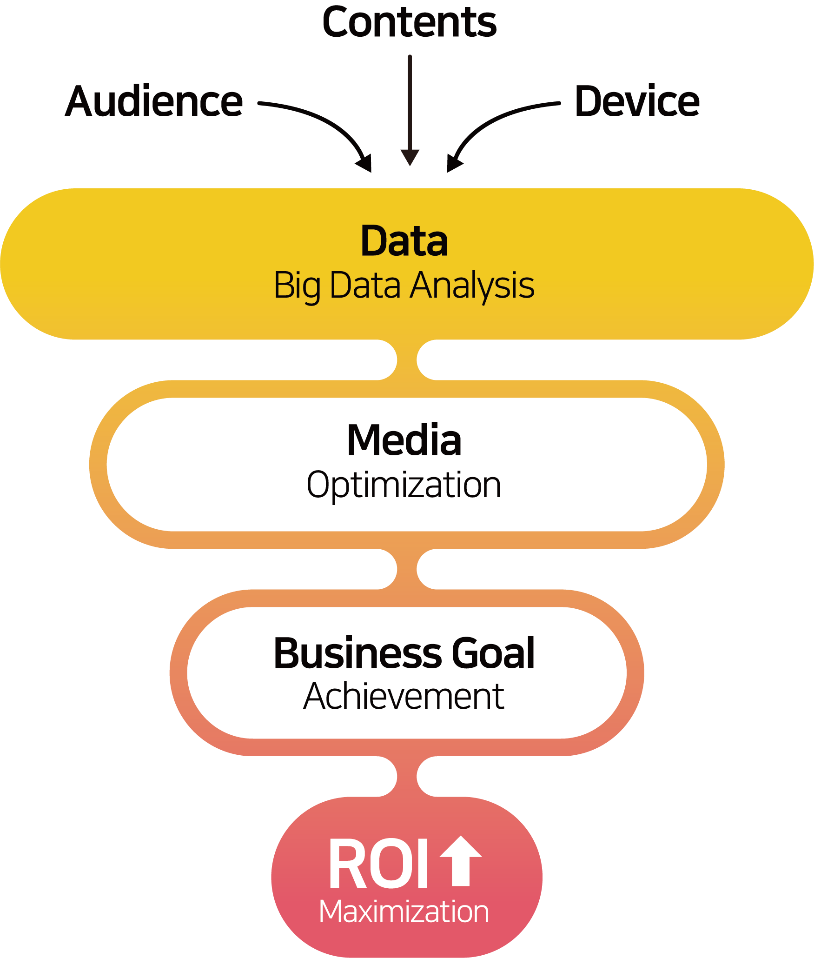 Contents
Audience
Device
Data
Big Data Analysis
Media
Optimization
Business Goal
Achievement
ROI
Maximization